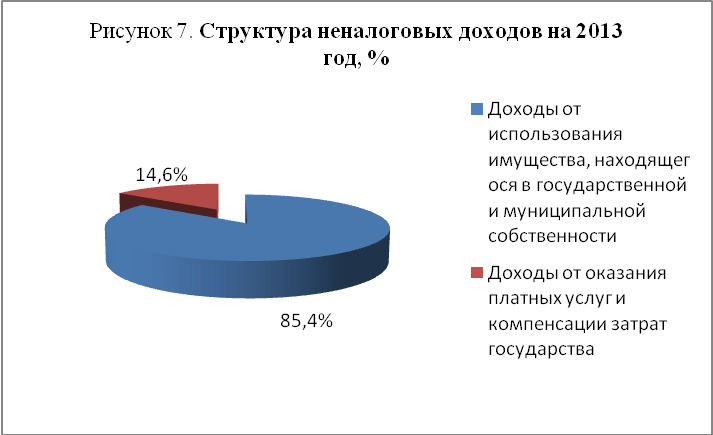 Рисунок 7. Структура неналоговых доходов на 2013
год, %
14,6%
85,4%
Доходы от
использования
имущества, находящег
ося в государственной
и муниципальной
собственности
Доходы от оказания
платных услуг и
компенсации затрат
государства